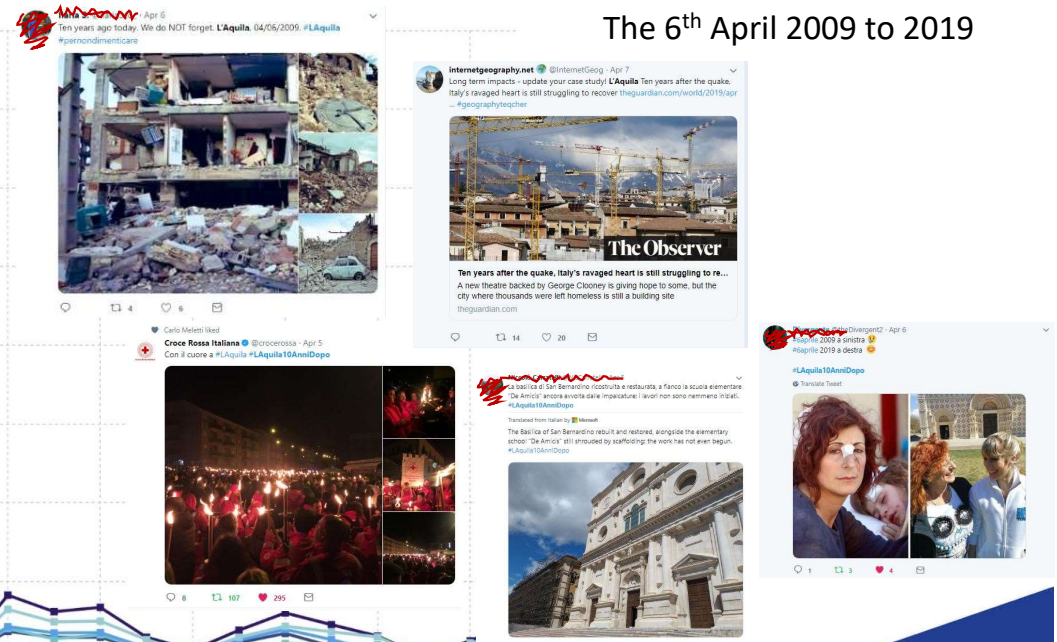 The 6th April 2009 to 2019
Apr 6
Ten years ago today. We do NOT forget. L'Aquila, 04/06/2009. #LAquila
#pernondimenticare
4
6
internetgeography.net @InternetGeog · Apr 7
Long term impacts - update your case study! L'Aquila Ten years after the quake,
Italy's ravaged heart is still struggling to recover theguardian.com/world/2019/apr
... #geographyteqcher
The Observer
Ten years after the quake, Italy's ravaged heart is still struggling to re...
A new theatre backed by George Clooney is giving hope to some, but the
city where thousands were left homeless is still a building site
theguardian.com
14
20
Carlo Meletti liked
Croce Rossa Italiana @crocerossa · Apr 5
Con il cuore a #LAquila #LAquila10AnniDopo
8
107
295
La basilica di San Bernardino ricostruita e restaurata, a fianco la scuola elementare
"De Amicis" ancora avvolta dalle impalcature: i lavori non sono nemmeno iniziati.
#LAquila10AnniDopo
Translated from Italian by Microsoft
The Basilica of San Bernardino rebuilt and restored, alongside the elementary
school "De Amicis" still shrouded by scaffolding: the work has not even begun.
#LAquila10AnniDopo
@theDivergent2 · Apr 6
#6aprile 2009 a sinistra
#6aprile 2019 a destra
#LAquila10AnniDopo
Translate Tweet
1
3
4